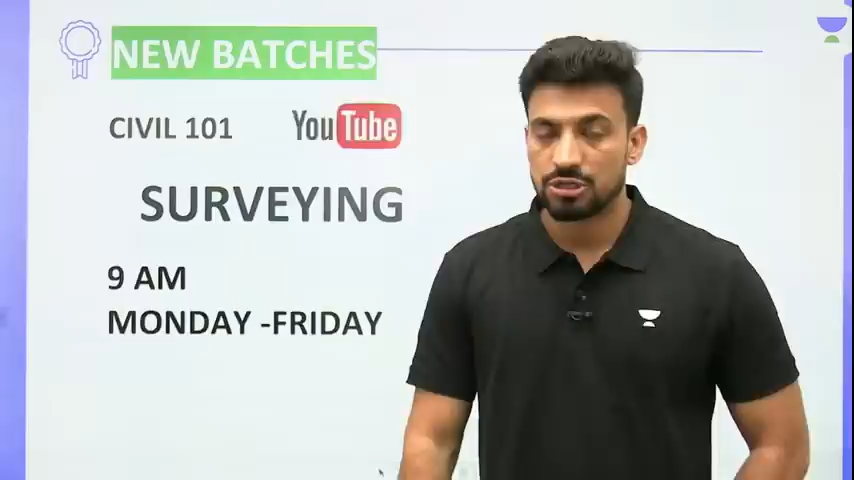 NEW BATCHES
CIVIL 101
YouTube
SURVEYING
9 AM
MONDAY -FRIDAY